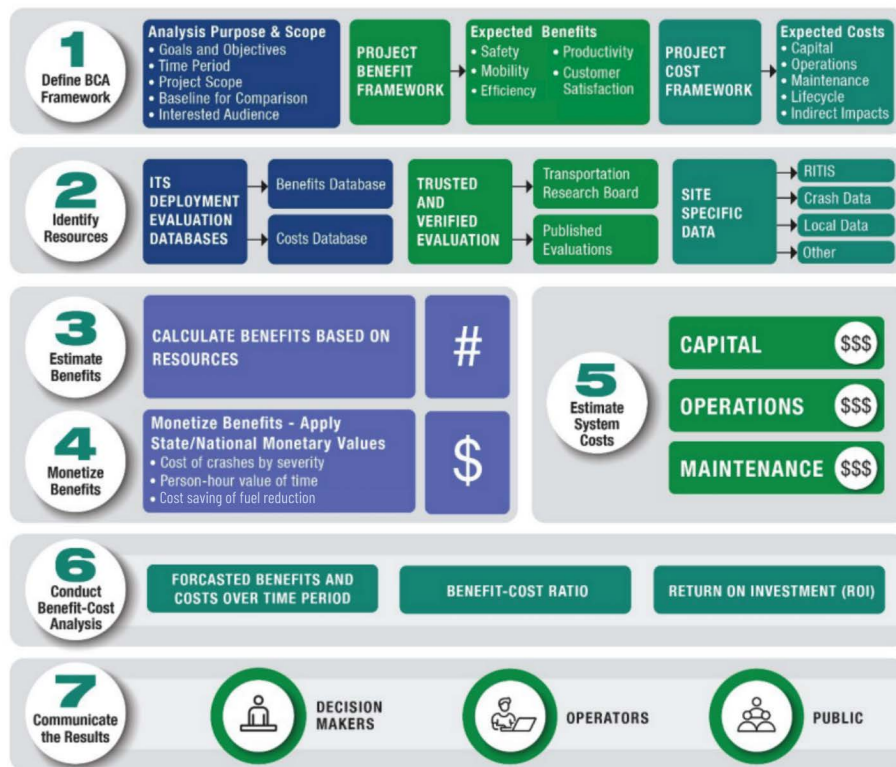 1
Define BCA
Framework
Analysis Purpose & Scope
• Goals and Objectives
• Time Period
• Project Scope
• Baseline for Comparison
• Interested Audience
PROJECT
BENEFIT
FRAMEWORK
Expected Benefits
• Safety
• Mobility
• Efficiency
• Productivity
• Customer
Satisfaction
PROJECT
COST
FRAMEWORK
Expected Costs
• Capital
• Operations
• Maintenance
• Lifecycle
• Indirect Impacts
2
Identify
Resources
ITS
DEPLOYMENT
EVALUATION
DATABASES
Benefits Database
Costs Database
TRUSTED
AND
VERIFIED
EVALUATION
Transportation
Research Board
Published
Evaluations
SITE
SPECIFIC
DATA
RITIS
Crash Data
Local Data
Other
3
Estimate
Benefits
CALCULATE BENEFITS BASED ON
RESOURCES
#
4
Monetize
Benefits
Monetize Benefits - Apply
State/National Monetary Values
• Cost of crashes by severity
• Person-hour value of time
• Cost saving of fuel reduction
$
5
Estimate
System
Costs
CAPITAL $$$
OPERATIONS $$$
MAINTENANCE $$$
6
Conduct
Benefit-Cost
Analysis
FORCASTED BENEFITS AND
COSTS OVER TIME PERIOD
BENEFIT-COST RATIO
RETURN ON INVESTMENT (ROI)
7
Communicate
the Results
DECISION
MAKERS
OPERATORS
PUBLIC